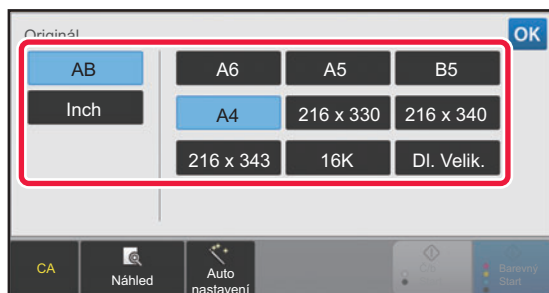 Originál
OK
AB
A6
A5
B5
Inch
A4
216 x 330
216 x 340
216 x 343
16K
Dl. Velik.
CA
Náhled
Auto
nastavení
Barevný
Start